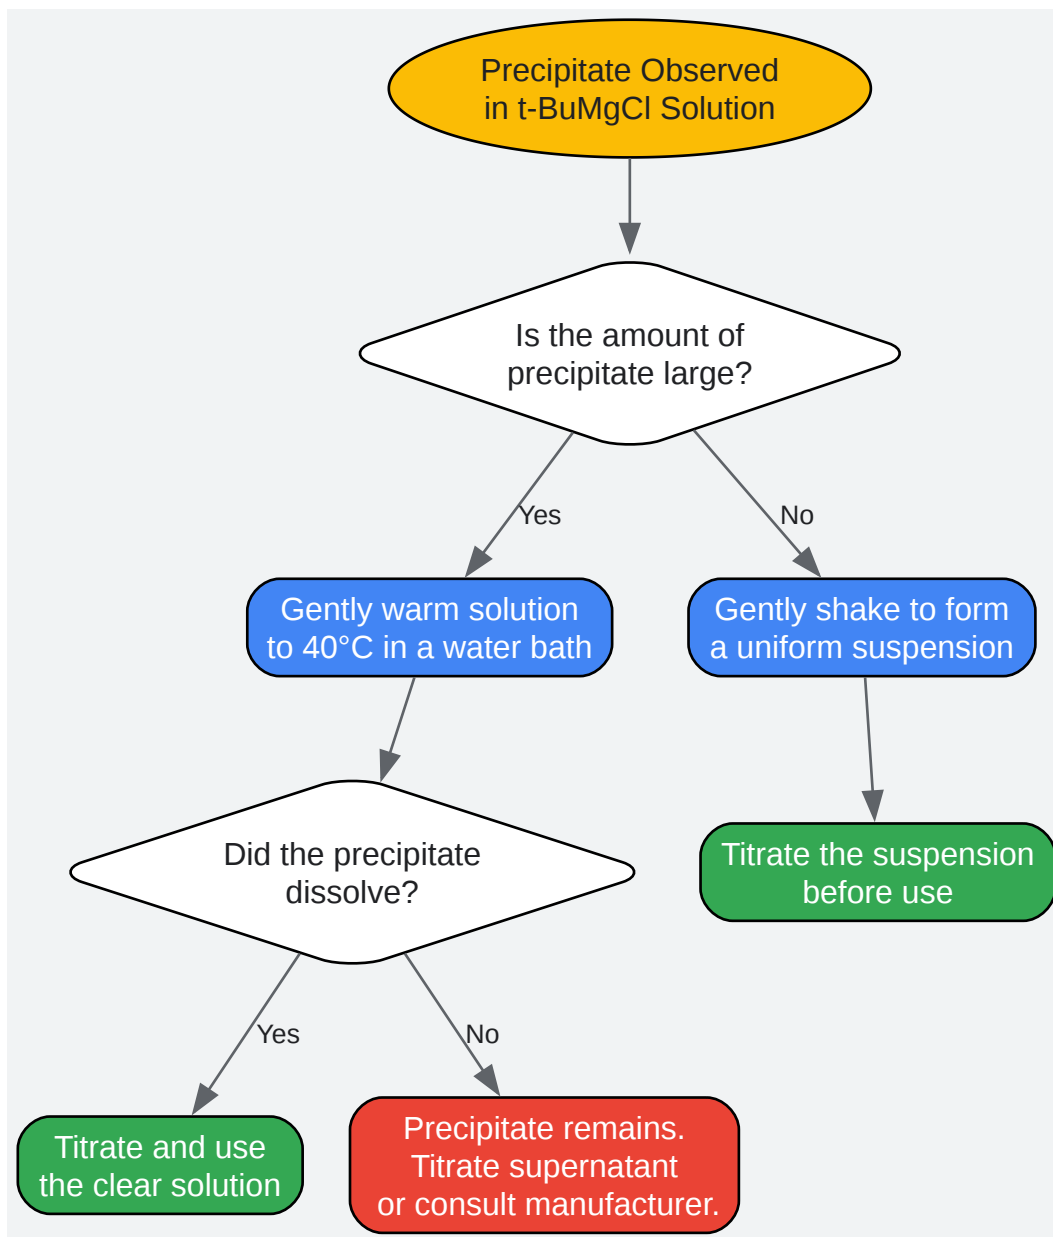 Precipitate Observed
in t-BuMgCl Solution
Is the amount of
precipitate large?
Yes
No
Gently warm solution
to 40°C in a water bath
Gently shake to form
a uniform suspension
Did the precipitate
dissolve?
Titrate the suspension
before use
Yes
No
Titrate and use
the clear solution
Precipitate remains.
Titrate supernatant
or consult manufacturer.